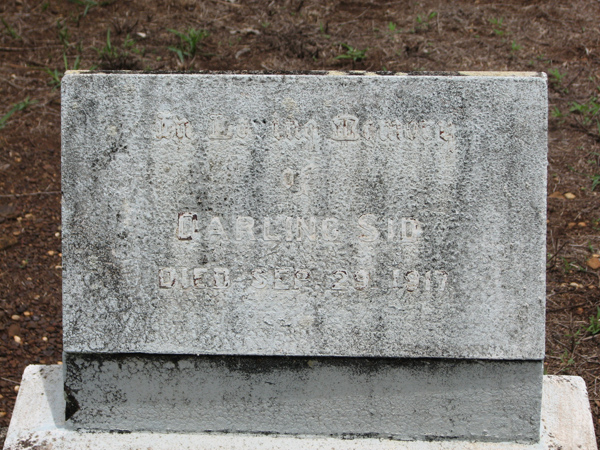 In Loving Memory
of
DARLING SID
DIED SEP. 29. 1917